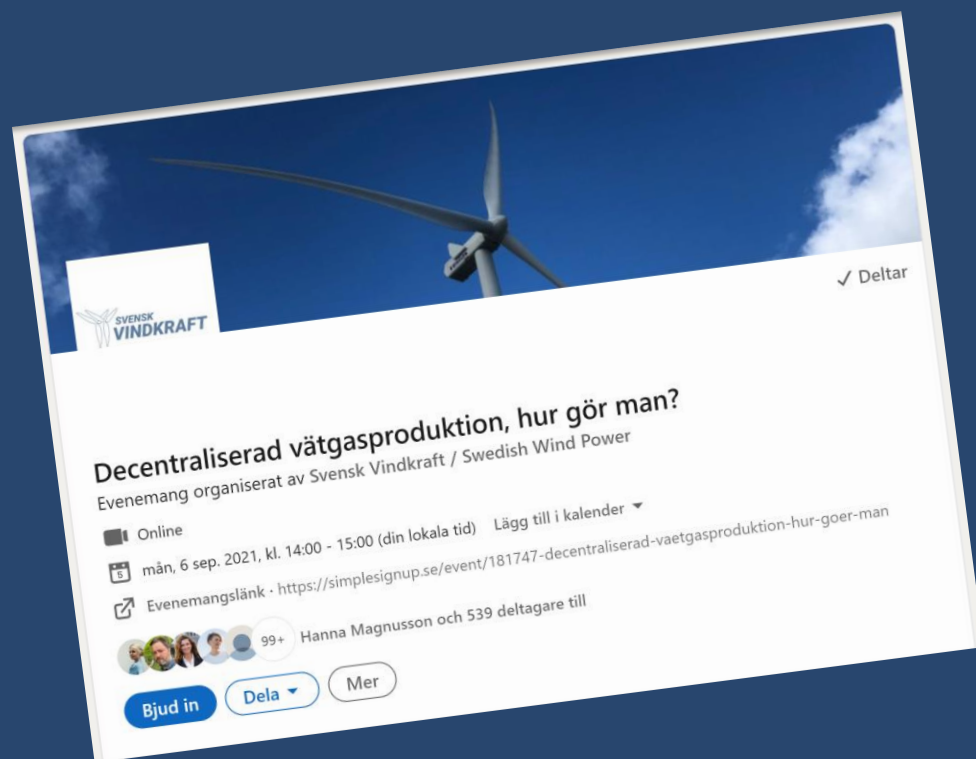 SVENSK
VINDKRAFT
✓ Deltar
Decentraliserad vätgasproduktion, hur gör man?
Evenemang organiserat av Svensk Vindkraft / Swedish Wind Power
Online
5
mån, 6 sep. 2021, kl. 14:00 - 15:00 (din lokala tid) Lägg till i kalender
Evenemangslänk · https://simplesignup.se/event/181747-decentraliserad-vaetgasproduktion-hur-goer-man
99+ Hanna Magnusson och 539 deltagare till
Bjud in Dela Mer